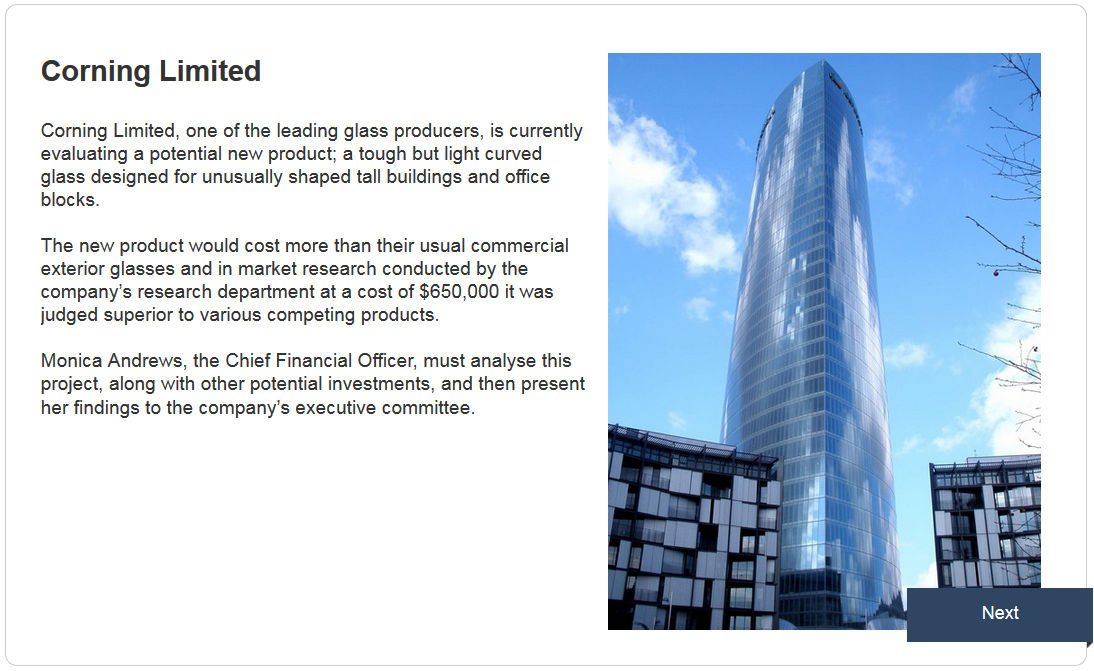 Corning Limited
Corning Limited, one of the leading glass producers, is currently
evaluating a potential new product; a tough but light curved
glass designed for unusually shaped tall buildings and office
blocks.
The new product would cost more than their usual commercial
exterior glasses and in market research conducted by the
company's research department at a cost of $650,000 it was
judged superior to various competing products.
Monica Andrews, the Chief Financial Officer, must analyse this
project, along with other potential investments, and then present
her findings to the company's executive committee.
Next